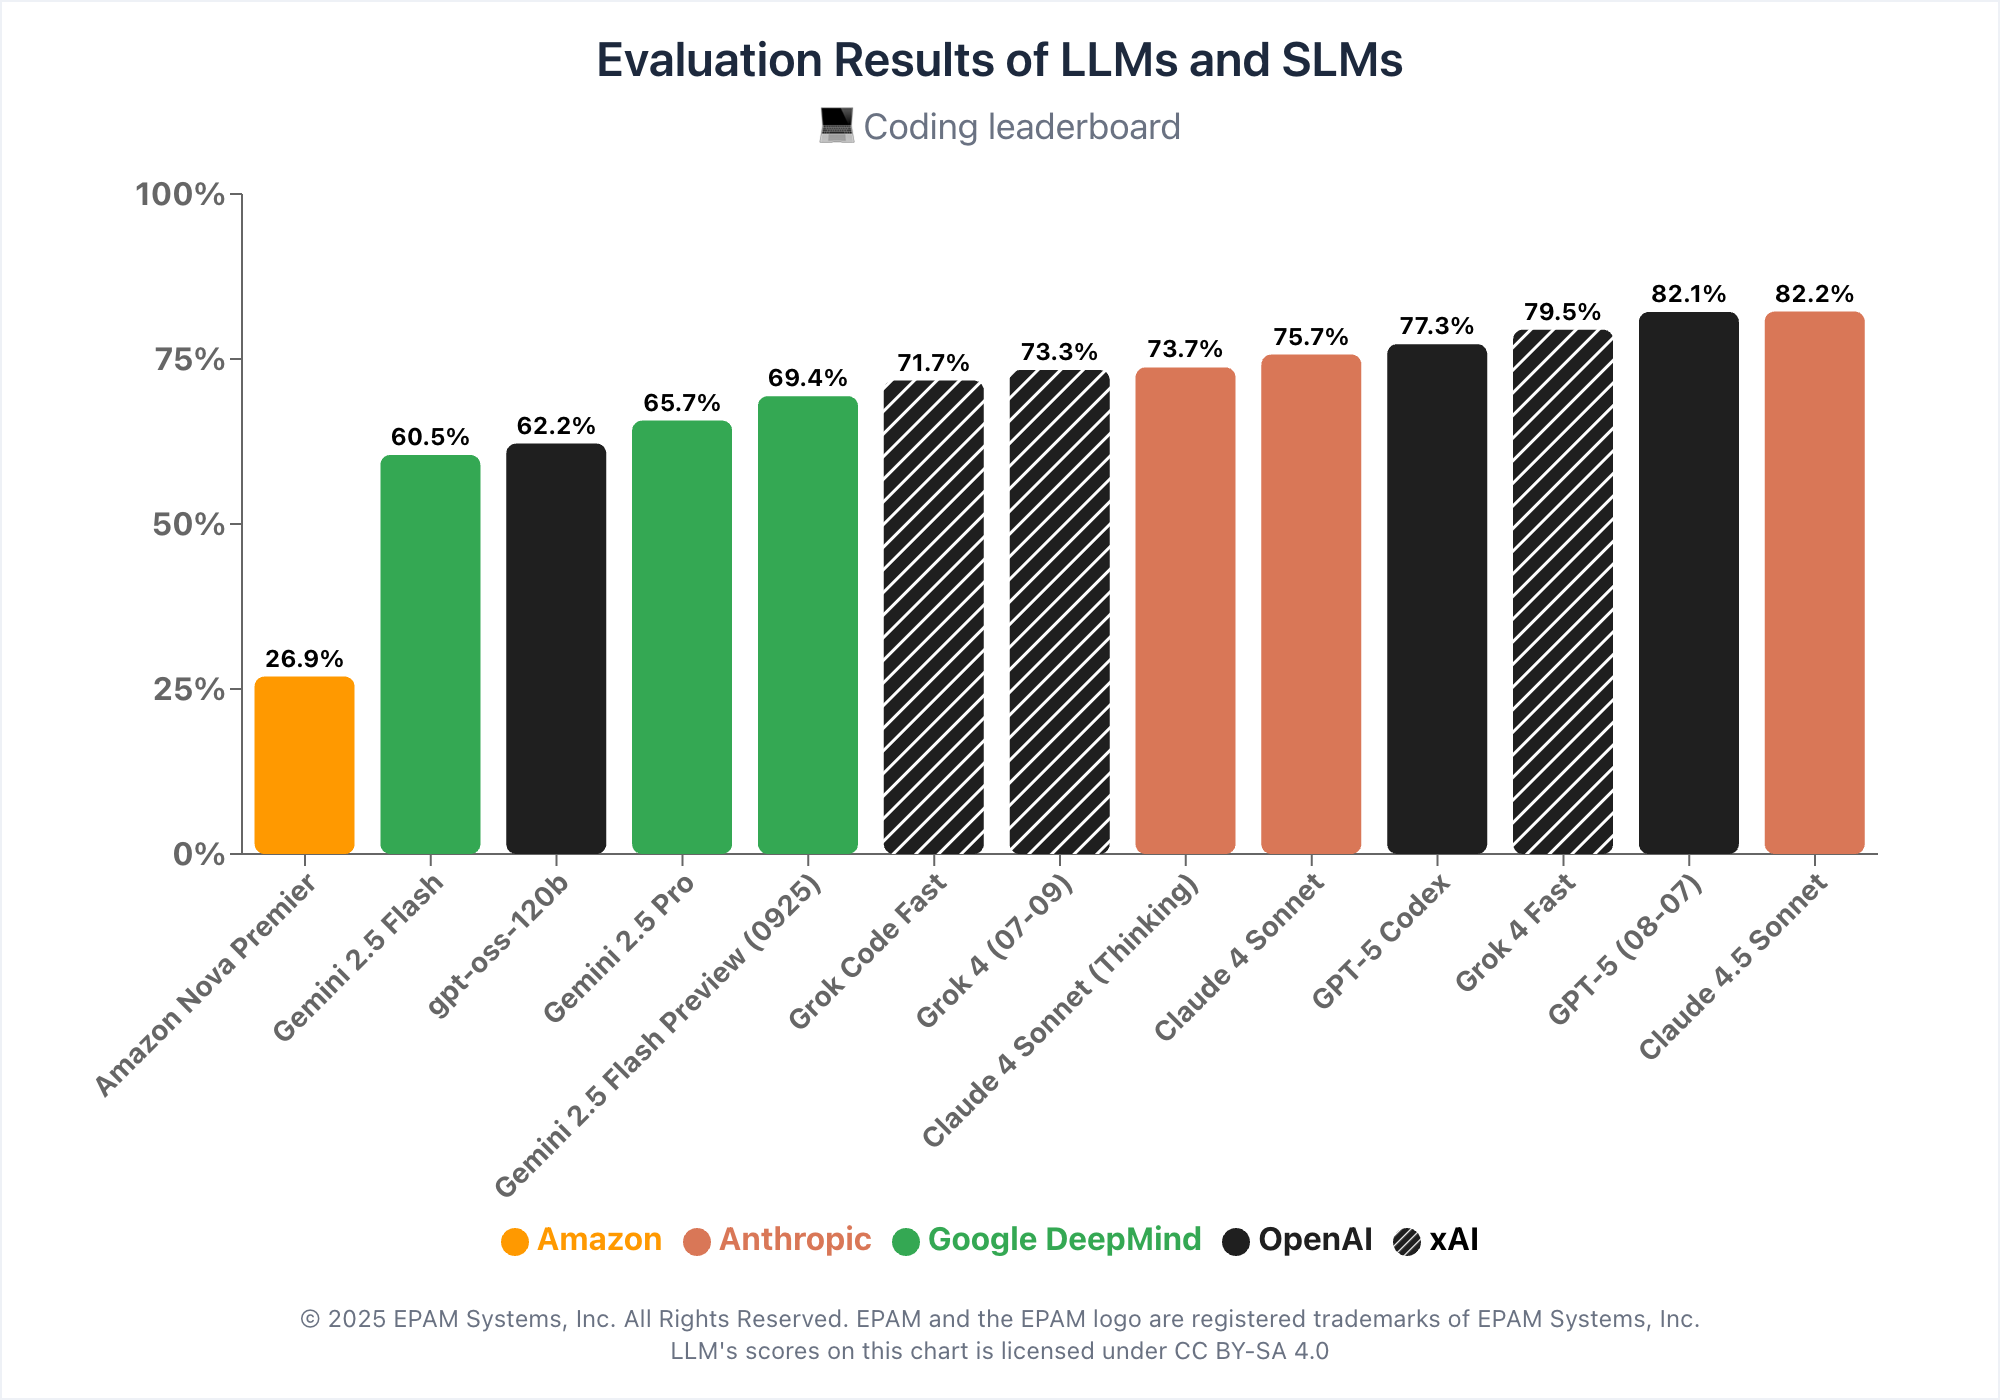 Evaluation Results of LLMs and SLMs
💻 Coding leaderboard
100%
75%
50%
25%
0%
26.9%
60.5%
62.2%
65.7%
69.4%
71.7%
73.3%
73.7%
75.7%
77.3%
79.5%
82.1%
82.2%
Amazon Nova Premier
Gemini 2.5 Flash
gpt-oss-120b
Gemini 2.5 Pro
Gemini 2.5 Flash Preview (0925)
Grok Code Fast
Grok 4 (07-09)
Claude 4 Sonnet (Thinking)
Claude 4 Sonnet
GPT-5 Codex
Grok 4 Fast
GPT-5 (08-07)
Claude 4.5 Sonnet
Amazon Anthropic Google DeepMind OpenAI xAI
© 2025 EPAM Systems, Inc. All Rights Reserved. EPAM and the EPAM logo are registered trademarks of EPAM Systems, Inc.
LLM's scores on this chart is licensed under CC BY-SA 4.0